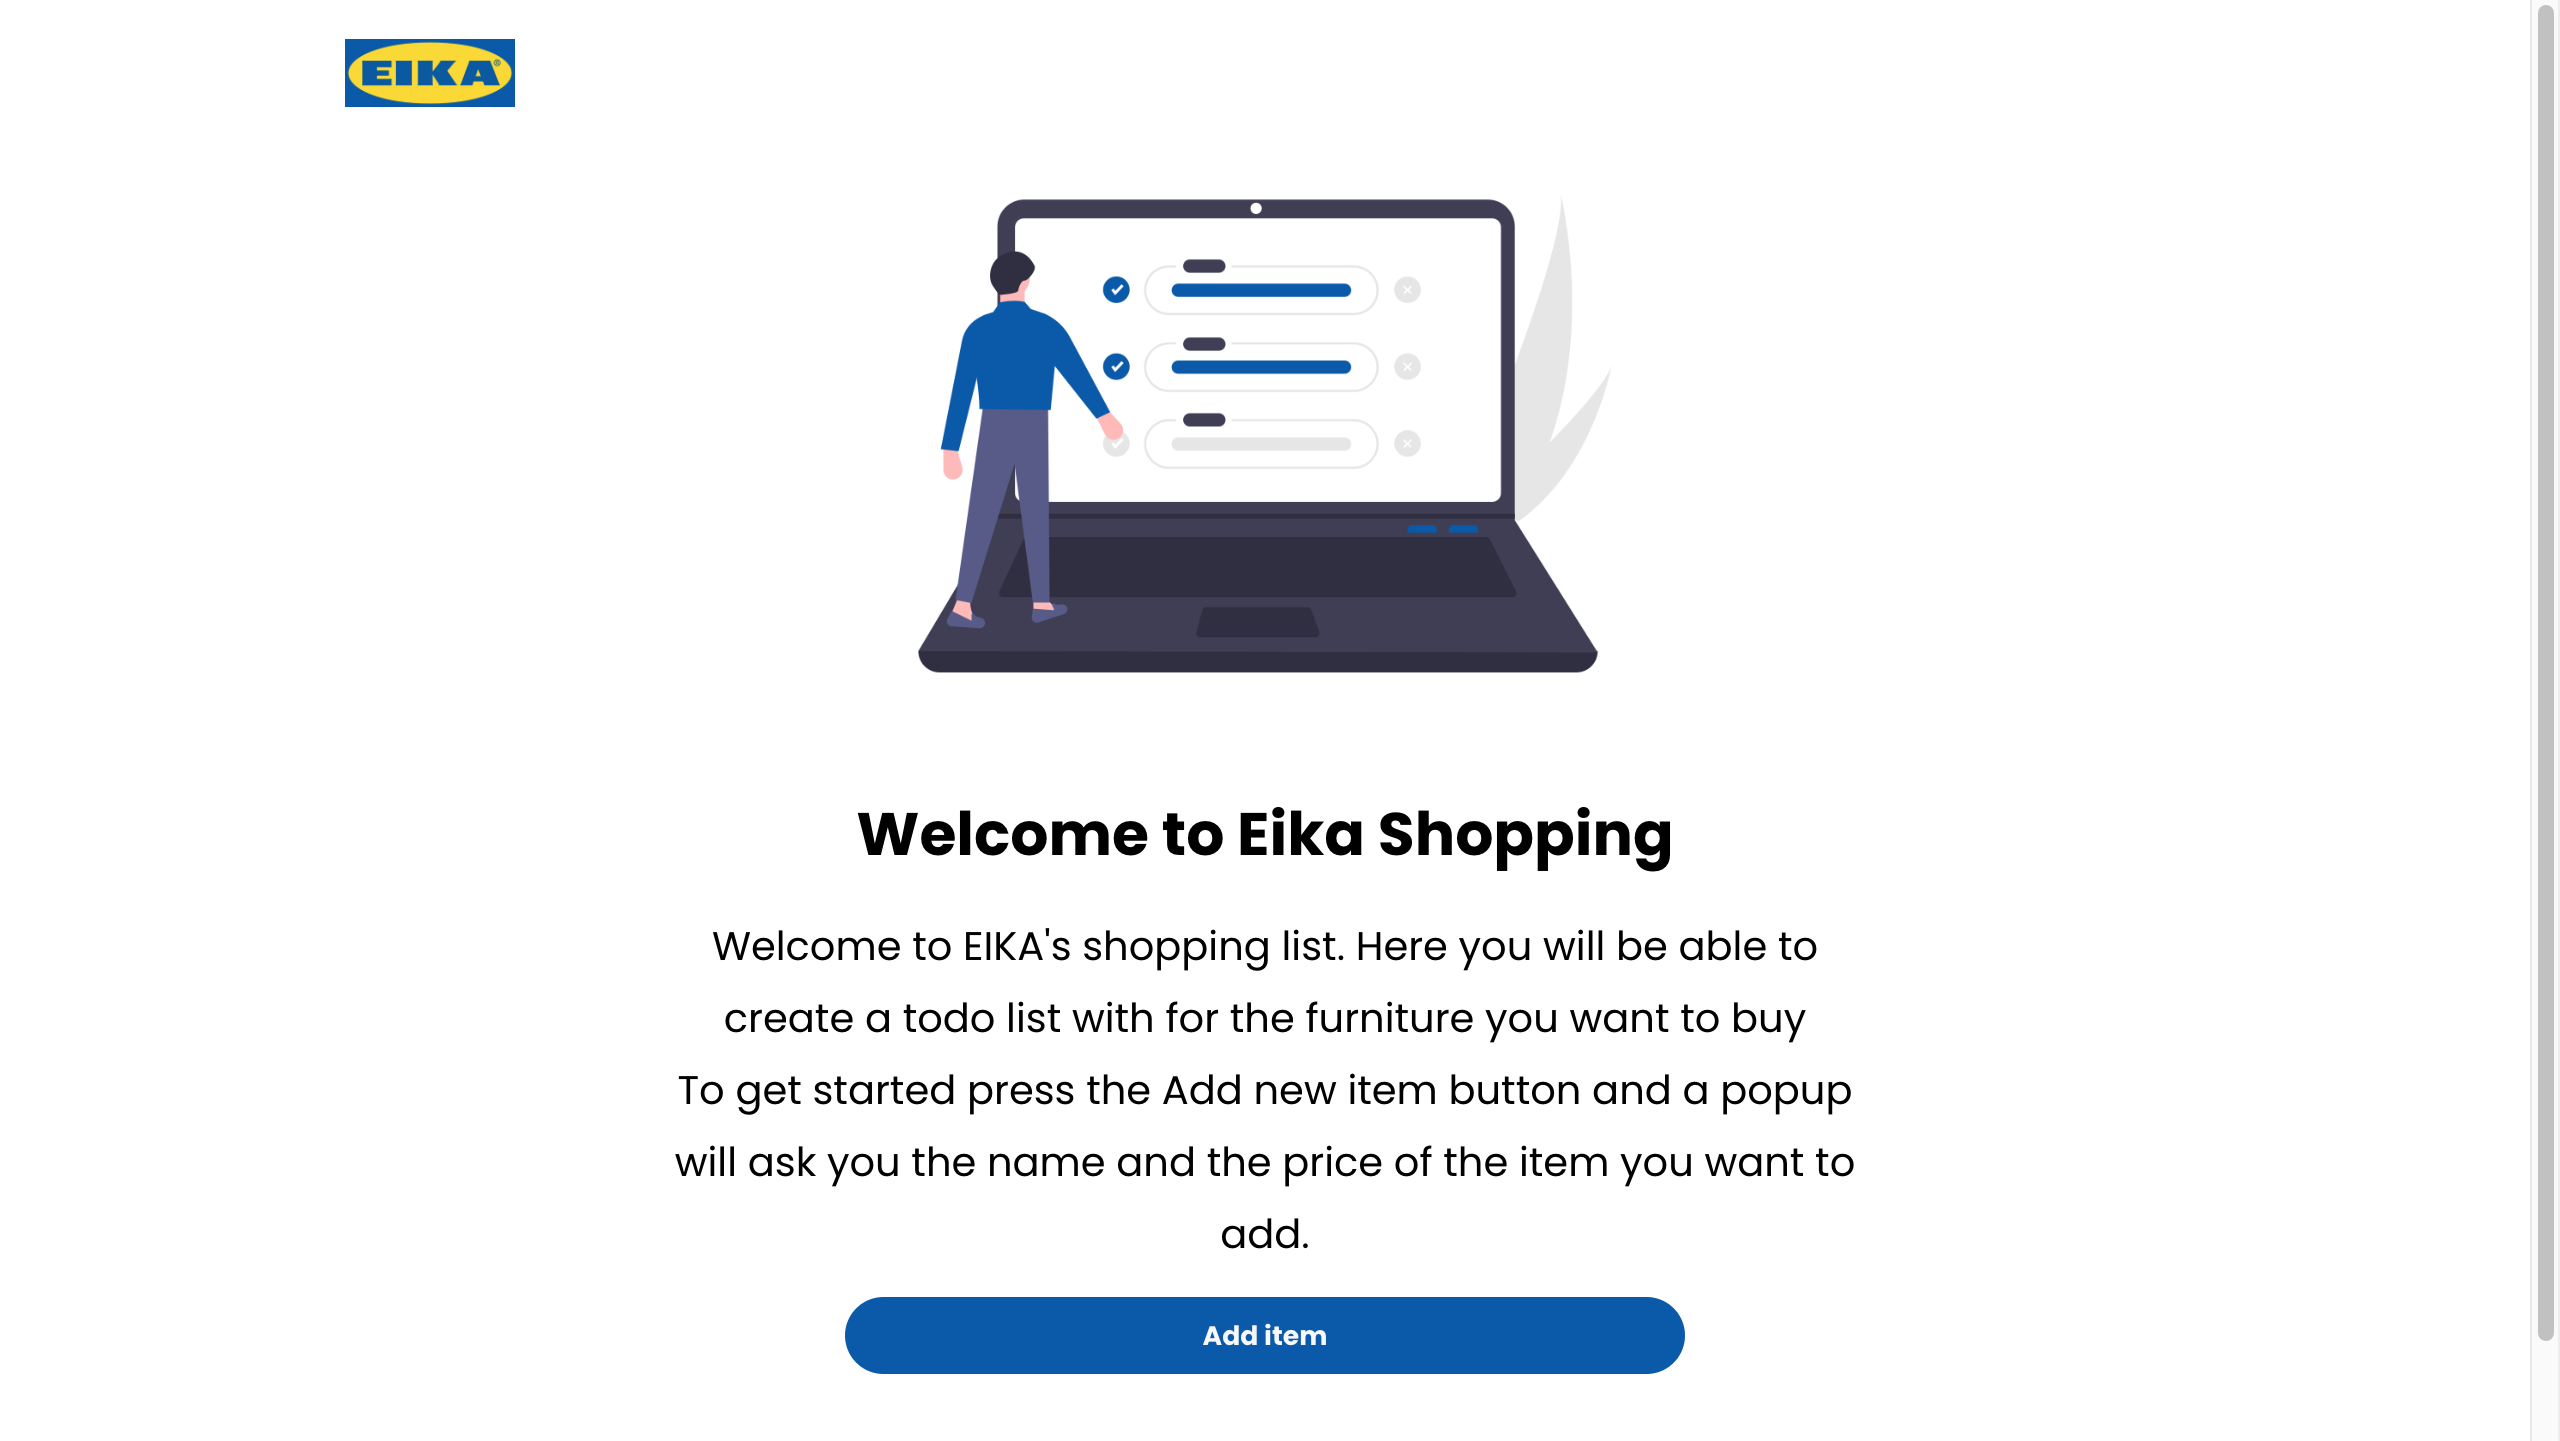 EIKA®
Welcome to Eika Shopping
Welcome to EIKA's shopping list. Here you will be able to
create a todo list with for the furniture you want to buy
To get started press the Add new item button and a popup
will ask you the name and the price of the item you want to
add.
Add item